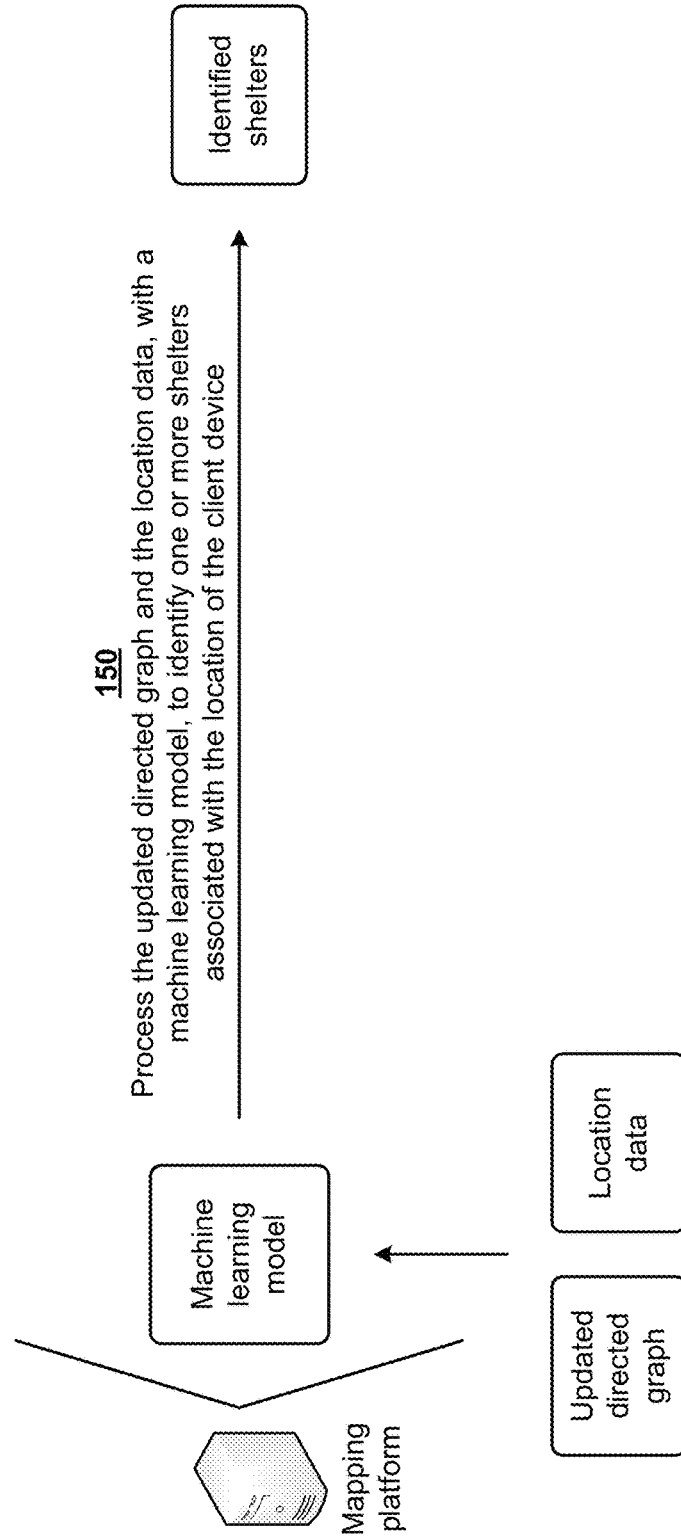 150
Process the updated directed graph and the location data, with a
machine learning model, to identify one or more shelters
associated with the location of the client device
Identified
shelters
Machine
learning
model
Mapping
platform
Updated
directed
graph
Location
data